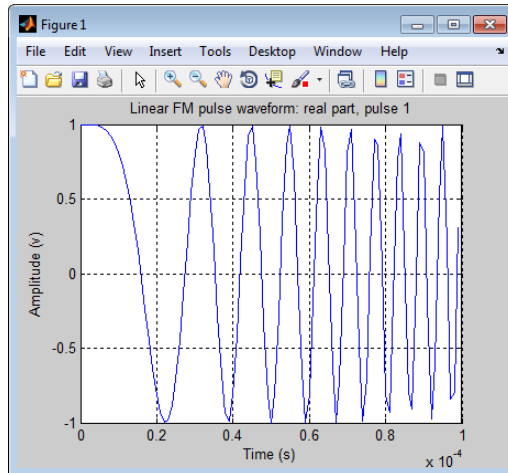 Figure 1
File Edit View Insert Tools Desktop Window Help
Linear FM pulse waveform: real part, pulse 1
1
0.5
0
-0.5
-1
Amplitude (v)
0 0.2 0.4 0.6 0.8 1
Time (s)
x 10^-4